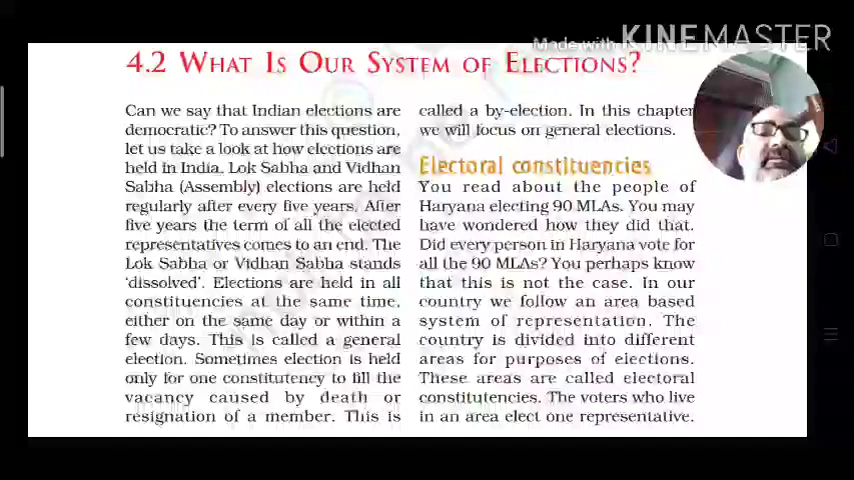 Made with KINEMASTER
4.2 WHAT IS OUR SYSTEM OF ELECTIONS?
Can we say that Indian elections are
democratic? To answer this question,
let us take a look at how elections are
held in India. Lok Sabha and Vidhan
Sabha (Assembly) elections are held
regularly after every five years. After
five years the term of all the elected
representatives comes to an end. The
Lok Sabha or Vidhan Sabha stands
‘dissolved’. Elections are held in all
constituencies at the same time,
either on the same day or within a
few days. This is called a general
election. Sometimes election is held
only for one constitutency to fill the
vacancy caused by death or
resignation of a member. This is
called a by-election. In this chapter
we will focus on general elections.
Electoral constituencies
You read about the people of
Haryana electing 90 MLAs. You may
have wondered how they did that.
Did every person in Haryana vote for
all the 90 MLAs? You perhaps know
that this is not the case. In our
country we follow an area based
system of representation. The
country is divided into different
areas for purposes of elections.
These areas are called electoral
constitutencies. The voters who live
in an area elect one representative.